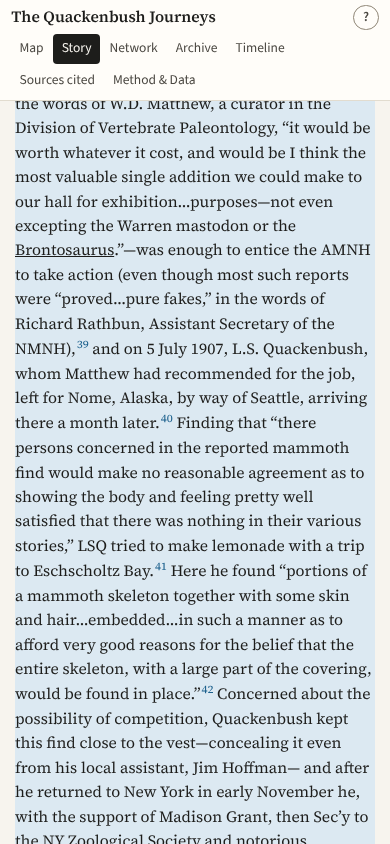 The Quackenbush Journeys
?
Map Story Network Archive Timeline
Sources cited Method & Data
the words of W.D. Matthew, a curator in the
Division of Vertebrate Paleontology, “it would be
worth whatever it cost, and would be I think the
most valuable single addition we could make to
our hall for exhibition...purposes—not even
excepting the Warren mastodon or the
Brontosaurus.”—was enough to entice the AMNH
to take action (even though most such reports
were “proved...pure fakes,” in the words of
Richard Rathbun, Assistant Secretary of the
NMNH),39 and on 5 July 1907, L.S. Quackenbush,
whom Matthew had recommended for the job,
left for Nome, Alaska, by way of Seattle, arriving
there a month later.40 Finding that “there
persons concerned in the reported mammoth
find would make no reasonable agreement as to
showing the body and feeling pretty well
satisfied that there was nothing in their various
stories,” LSQ tried to make lemonade with a trip
to Eschscholtz Bay.41 Here he found “portions of
a mammoth skeleton together with some skin
and hair...embedded...in such a manner as to
afford very good reasons for the belief that the
entire skeleton, with a large part of the covering,
would be found in place.”42 Concerned about the
possibility of competition, Quackenbush kept
this find close to the vest—concealing it even
from his local assistant, Jim Hoffman— and after
he returned to New York in early November he,
with the support of Madison Grant, then Sec’y to
the NY Zoological Society and notorious